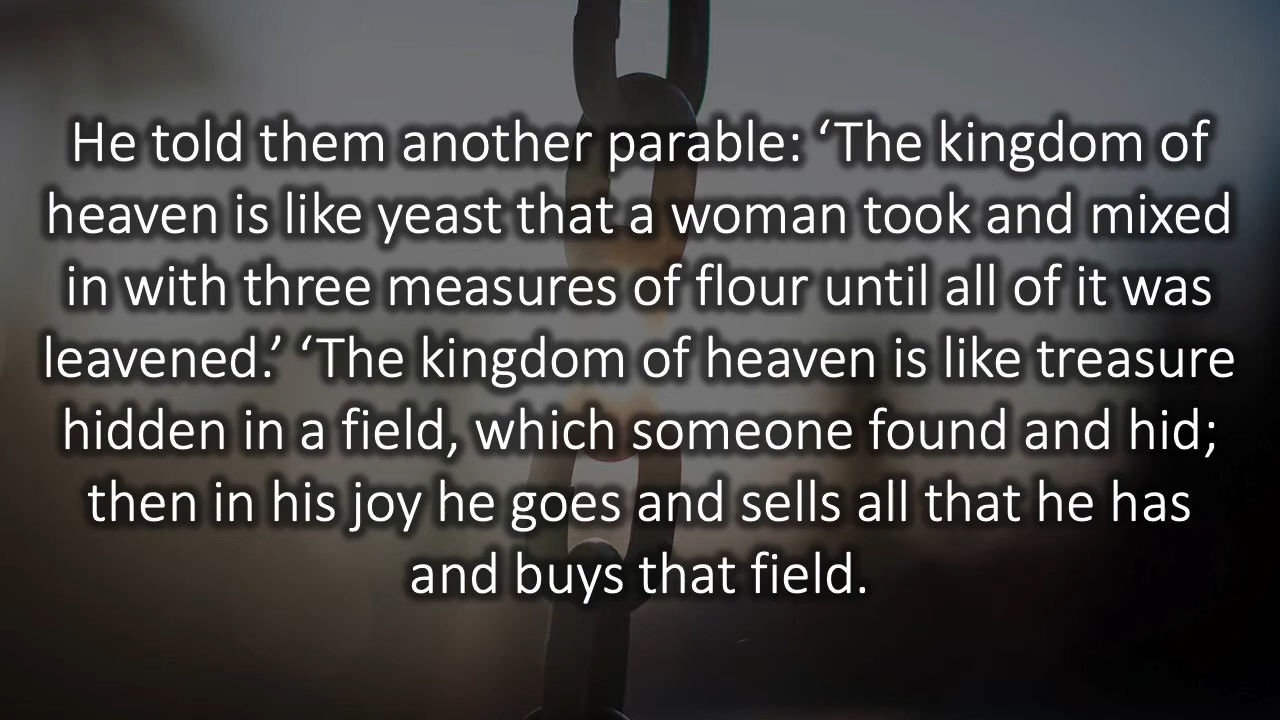 He told them another parable: ‘The kingdom of
heaven is like yeast that a woman took and mixed
in with three measures of flour until all of it was
leavened.’ ‘The kingdom of heaven is like treasure
hidden in a field, which someone found and hid;
then in his joy he goes and sells all that he has
and buys that field.